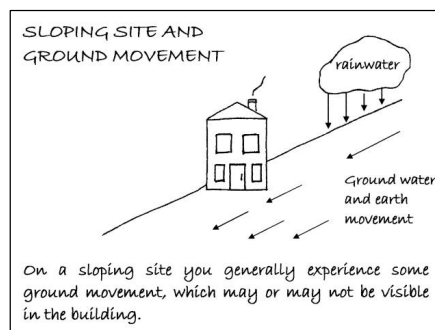 SLOPING SITE AND
GROUND MOVEMENT
rainwater
Ground water
and earth
movement
On a sloping site you generally experience some
ground movement, which may or may not be visible
in the building.